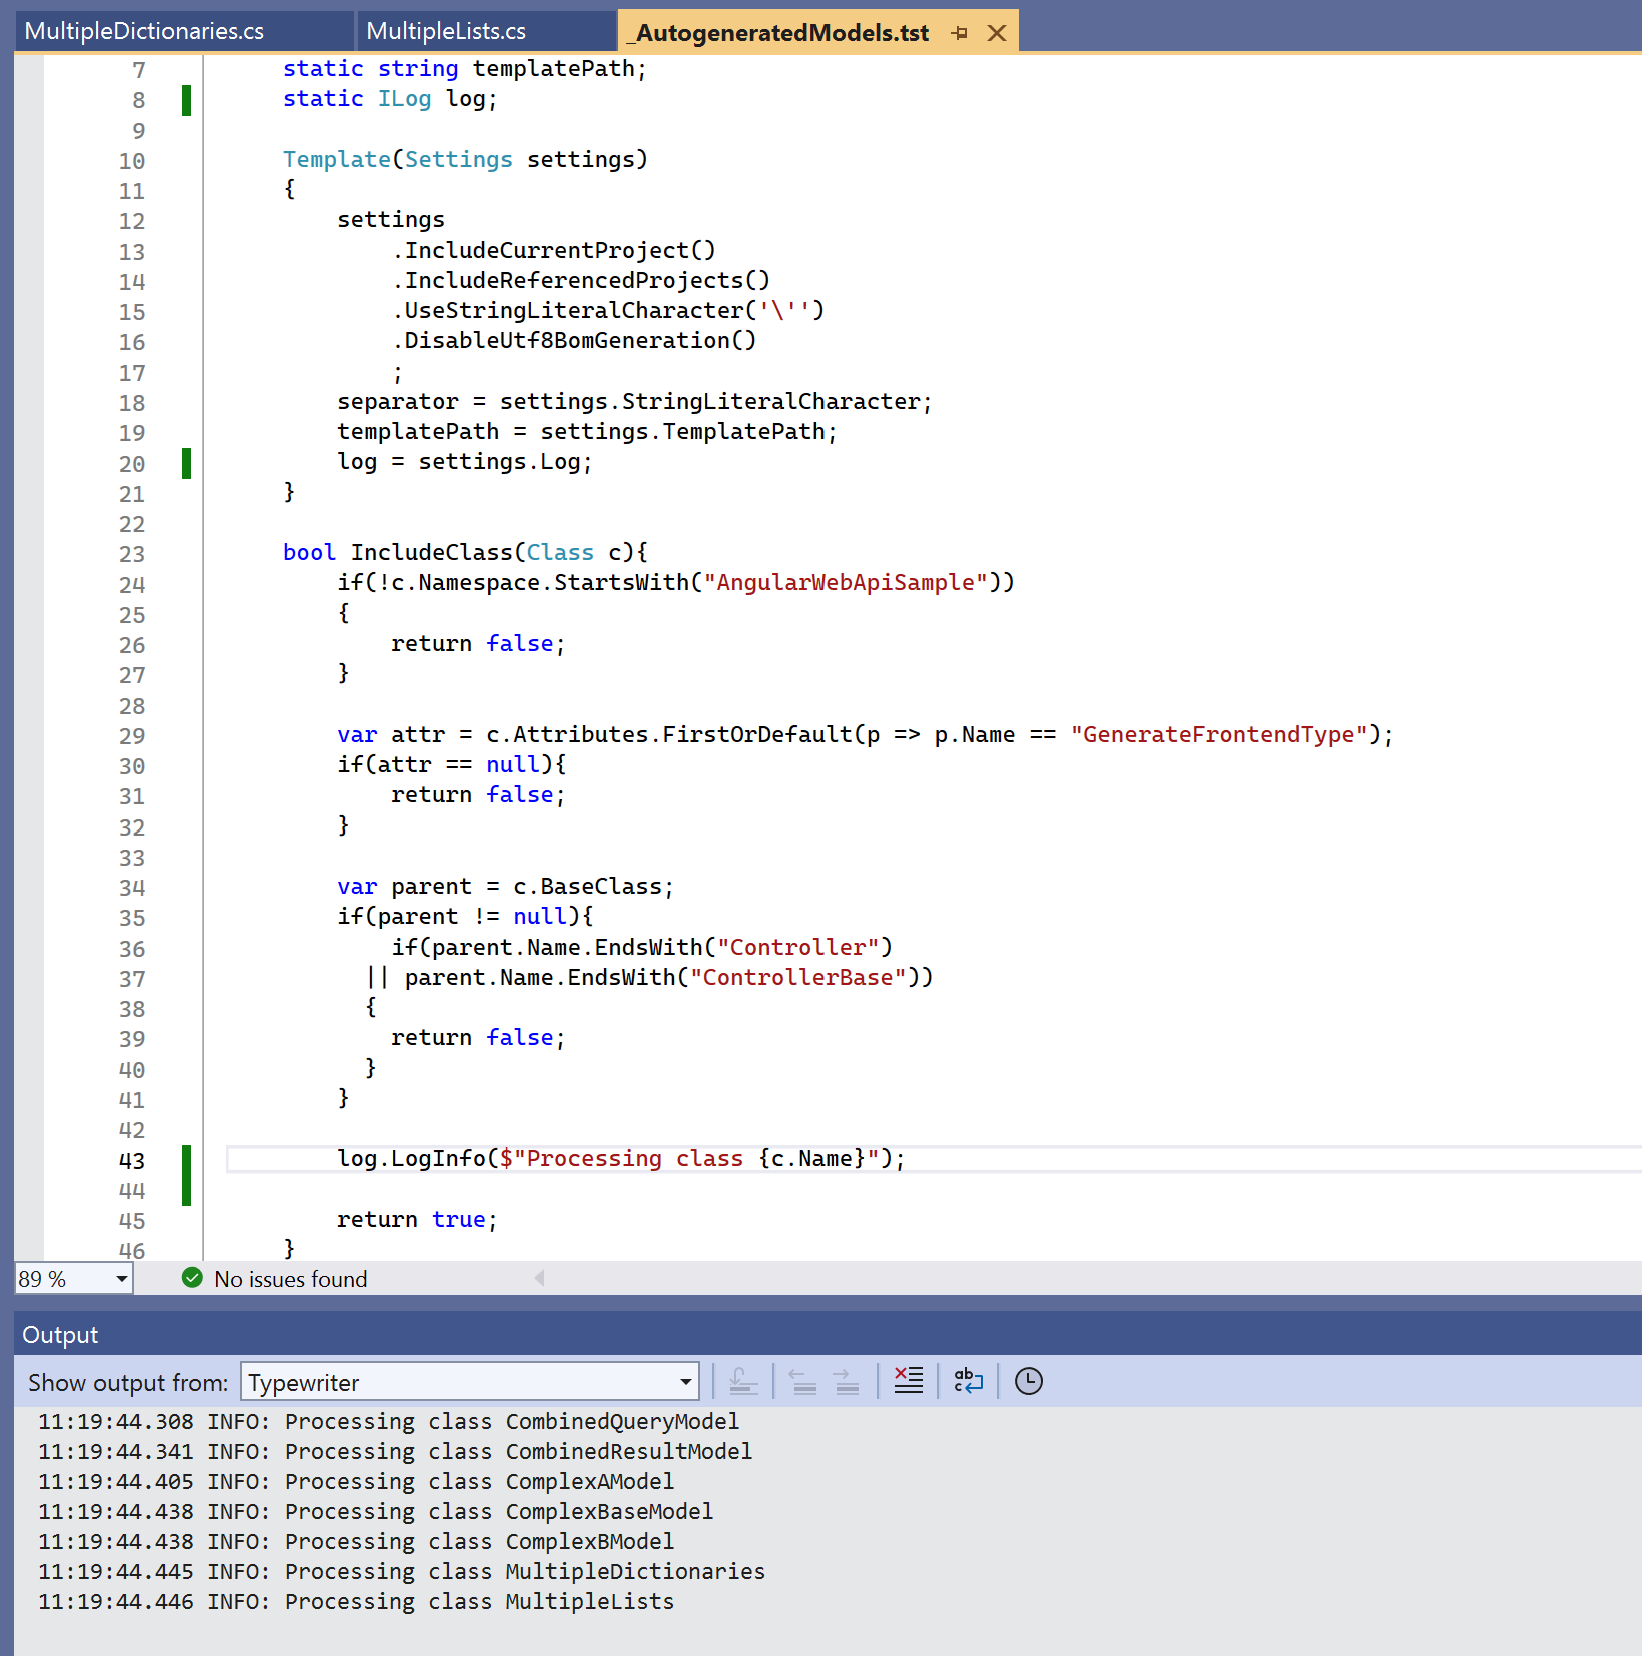 MultipleDictionaries.cs MultipleLists.cs _AutogeneratedModels.tst
7 static string templatePath;
8 static ILog log;
9
10 Template(Settings settings)
11 {
12 settings
13 .IncludeCurrentProject()
14 .IncludeReferencedProjects()
15 .UseStringLiteralCharacter('\'')
16 .DisableUtf8BomGeneration()
17 ;
18 separator = settings.StringLiteralCharacter;
19 templatePath = settings.TemplatePath;
20 log = settings.Log;
21 }
22
23 bool IncludeClass(Class c){
24 if(!c.Namespace.StartsWith("AngularWebApiSample"))
25 {
26 return false;
27 }
28
29 var attr = c.Attributes.FirstOrDefault(p => p.Name == "GenerateFrontendType");
30 if(attr == null){
31 return false;
32 }
33
34 var parent = c.BaseClass;
35 if(parent != null){
36 if(parent.Name.EndsWith("Controller")
37 || parent.Name.EndsWith("ControllerBase"))
38 {
39 return false;
40 }
41 }
42
43 log.LogInfo($"Processing class {c.Name}");
44
45 return true;
46 }
89 % No issues found
Output
Show output from: Typewriter
11:19:44.308 INFO: Processing class CombinedQueryModel
11:19:44.341 INFO: Processing class CombinedResultModel
11:19:44.405 INFO: Processing class ComplexAModel
11:19:44.438 INFO: Processing class ComplexBaseModel
11:19:44.438 INFO: Processing class ComplexBModel
11:19:44.445 INFO: Processing class MultipleDictionaries
11:19:44.446 INFO: Processing class MultipleLists